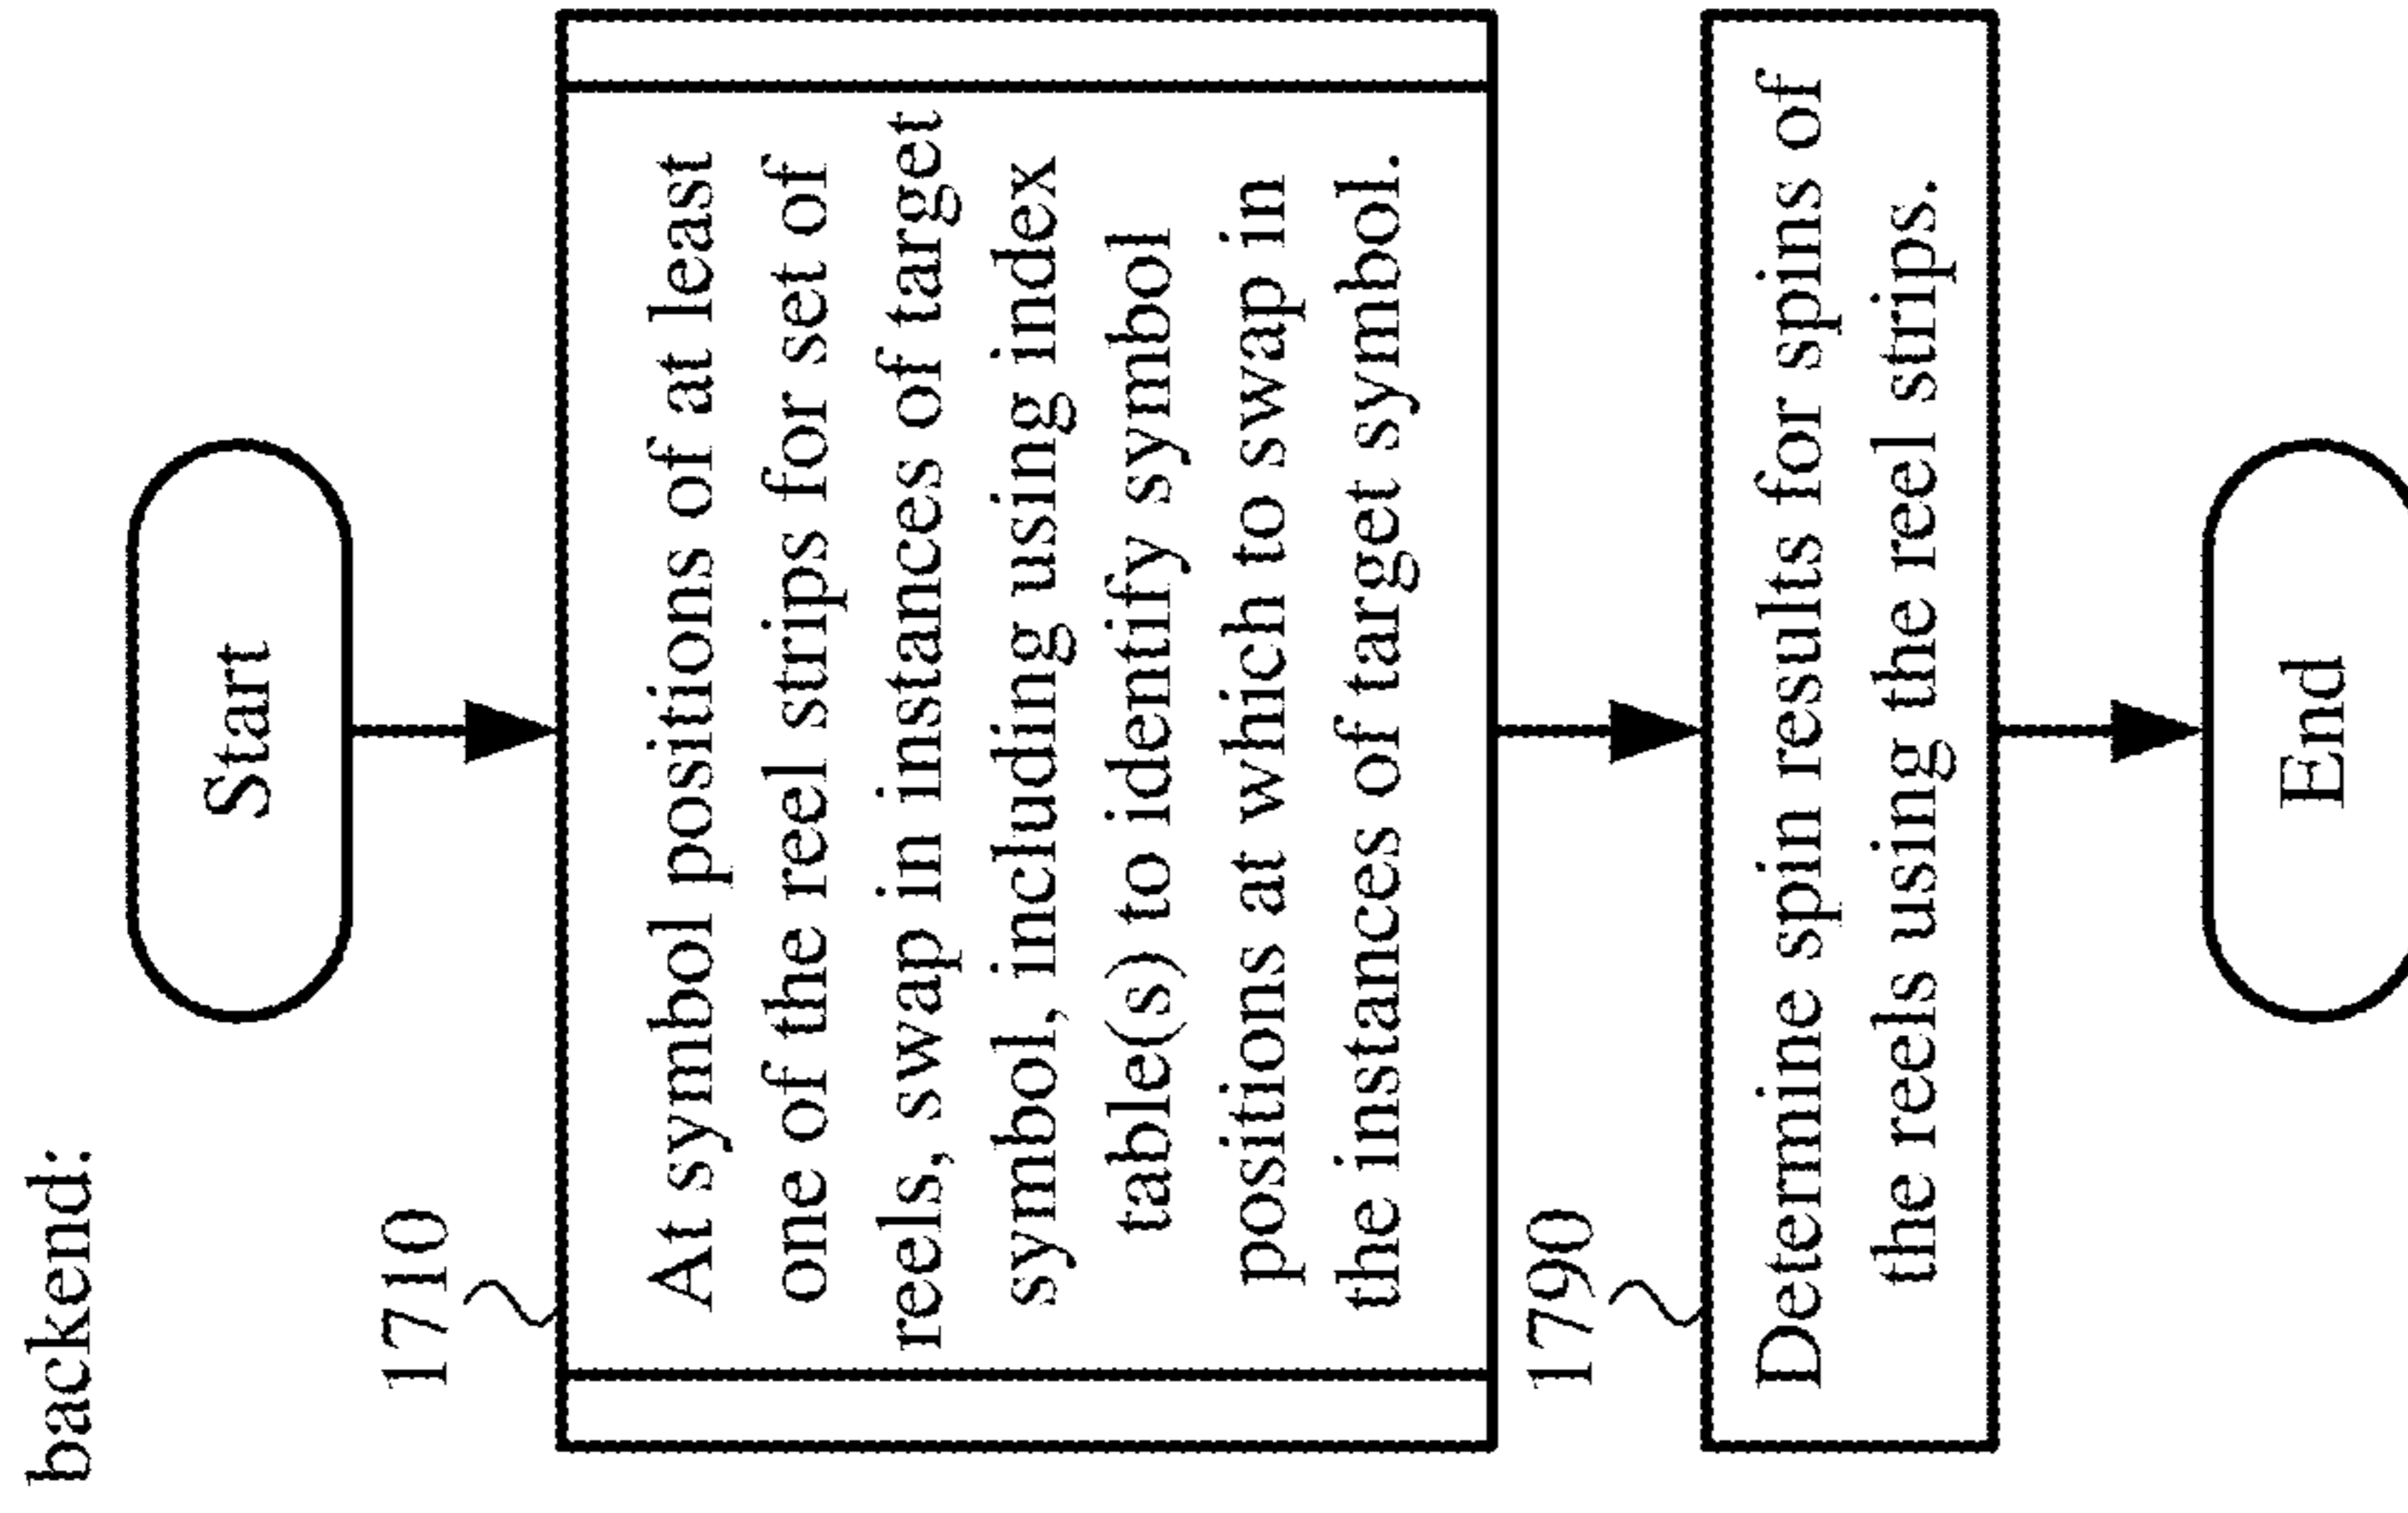 backend:
Start
1710
At symbol positions of at least
one of the reel strips for set of
reels, swap in instances of target
symbol, including using index
table(s) to identify symbol
positions at which to swap in
the instances of target symbol.
1790
Determine spin results for spins of
the reels using the reel strips.
End